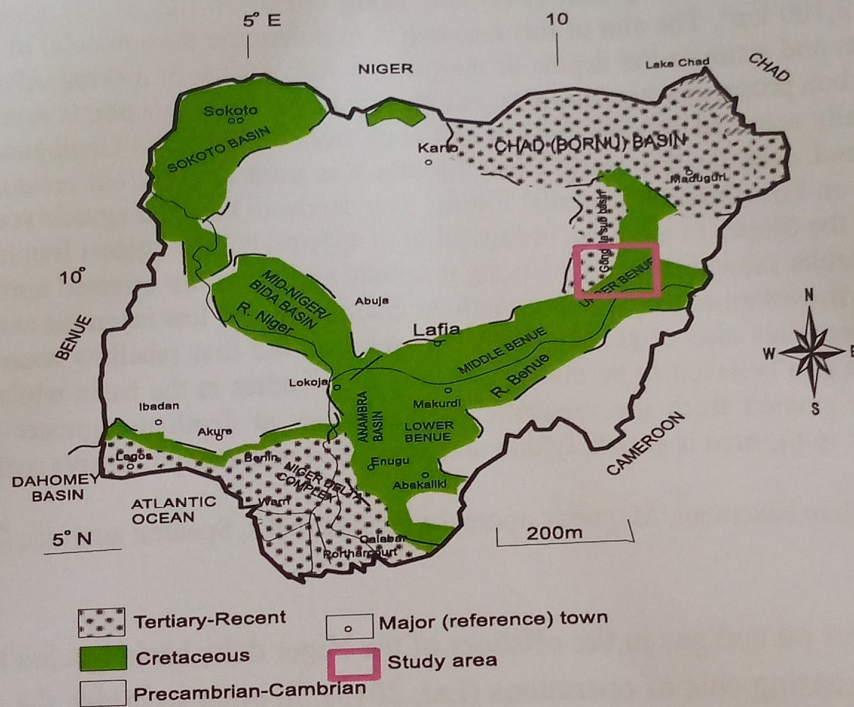 5° E
10
NIGER
Lake Chad
CHAD
Sokoto
SOKOTO BASIN
Kano
CHAD (BORNU) BASIN
Maduguri
Gongola sub basin
10°
MID-NIGER/
BIDA BASIN
R. Niger
Abuja
UPPER BENUE
BENUE
Lafia
MIDDLE BENUE
R. Benue
N
W
E
S
Lokoja
Makurdi
Ibadan
Akure
ANAMBRA
BASIN
LOWER
BENUE
CAMEROON
Lagos
Benin
Enugu
Abakaliki
DAHOMEY
BASIN
NIGER DELTA
COMPLEX
ATLANTIC
OCEAN
Warri
5° N
Calabar
Portharcourt
200m
Tertiary-Recent
Major (reference) town
Cretaceous
Study area
Precambrian-Cambrian